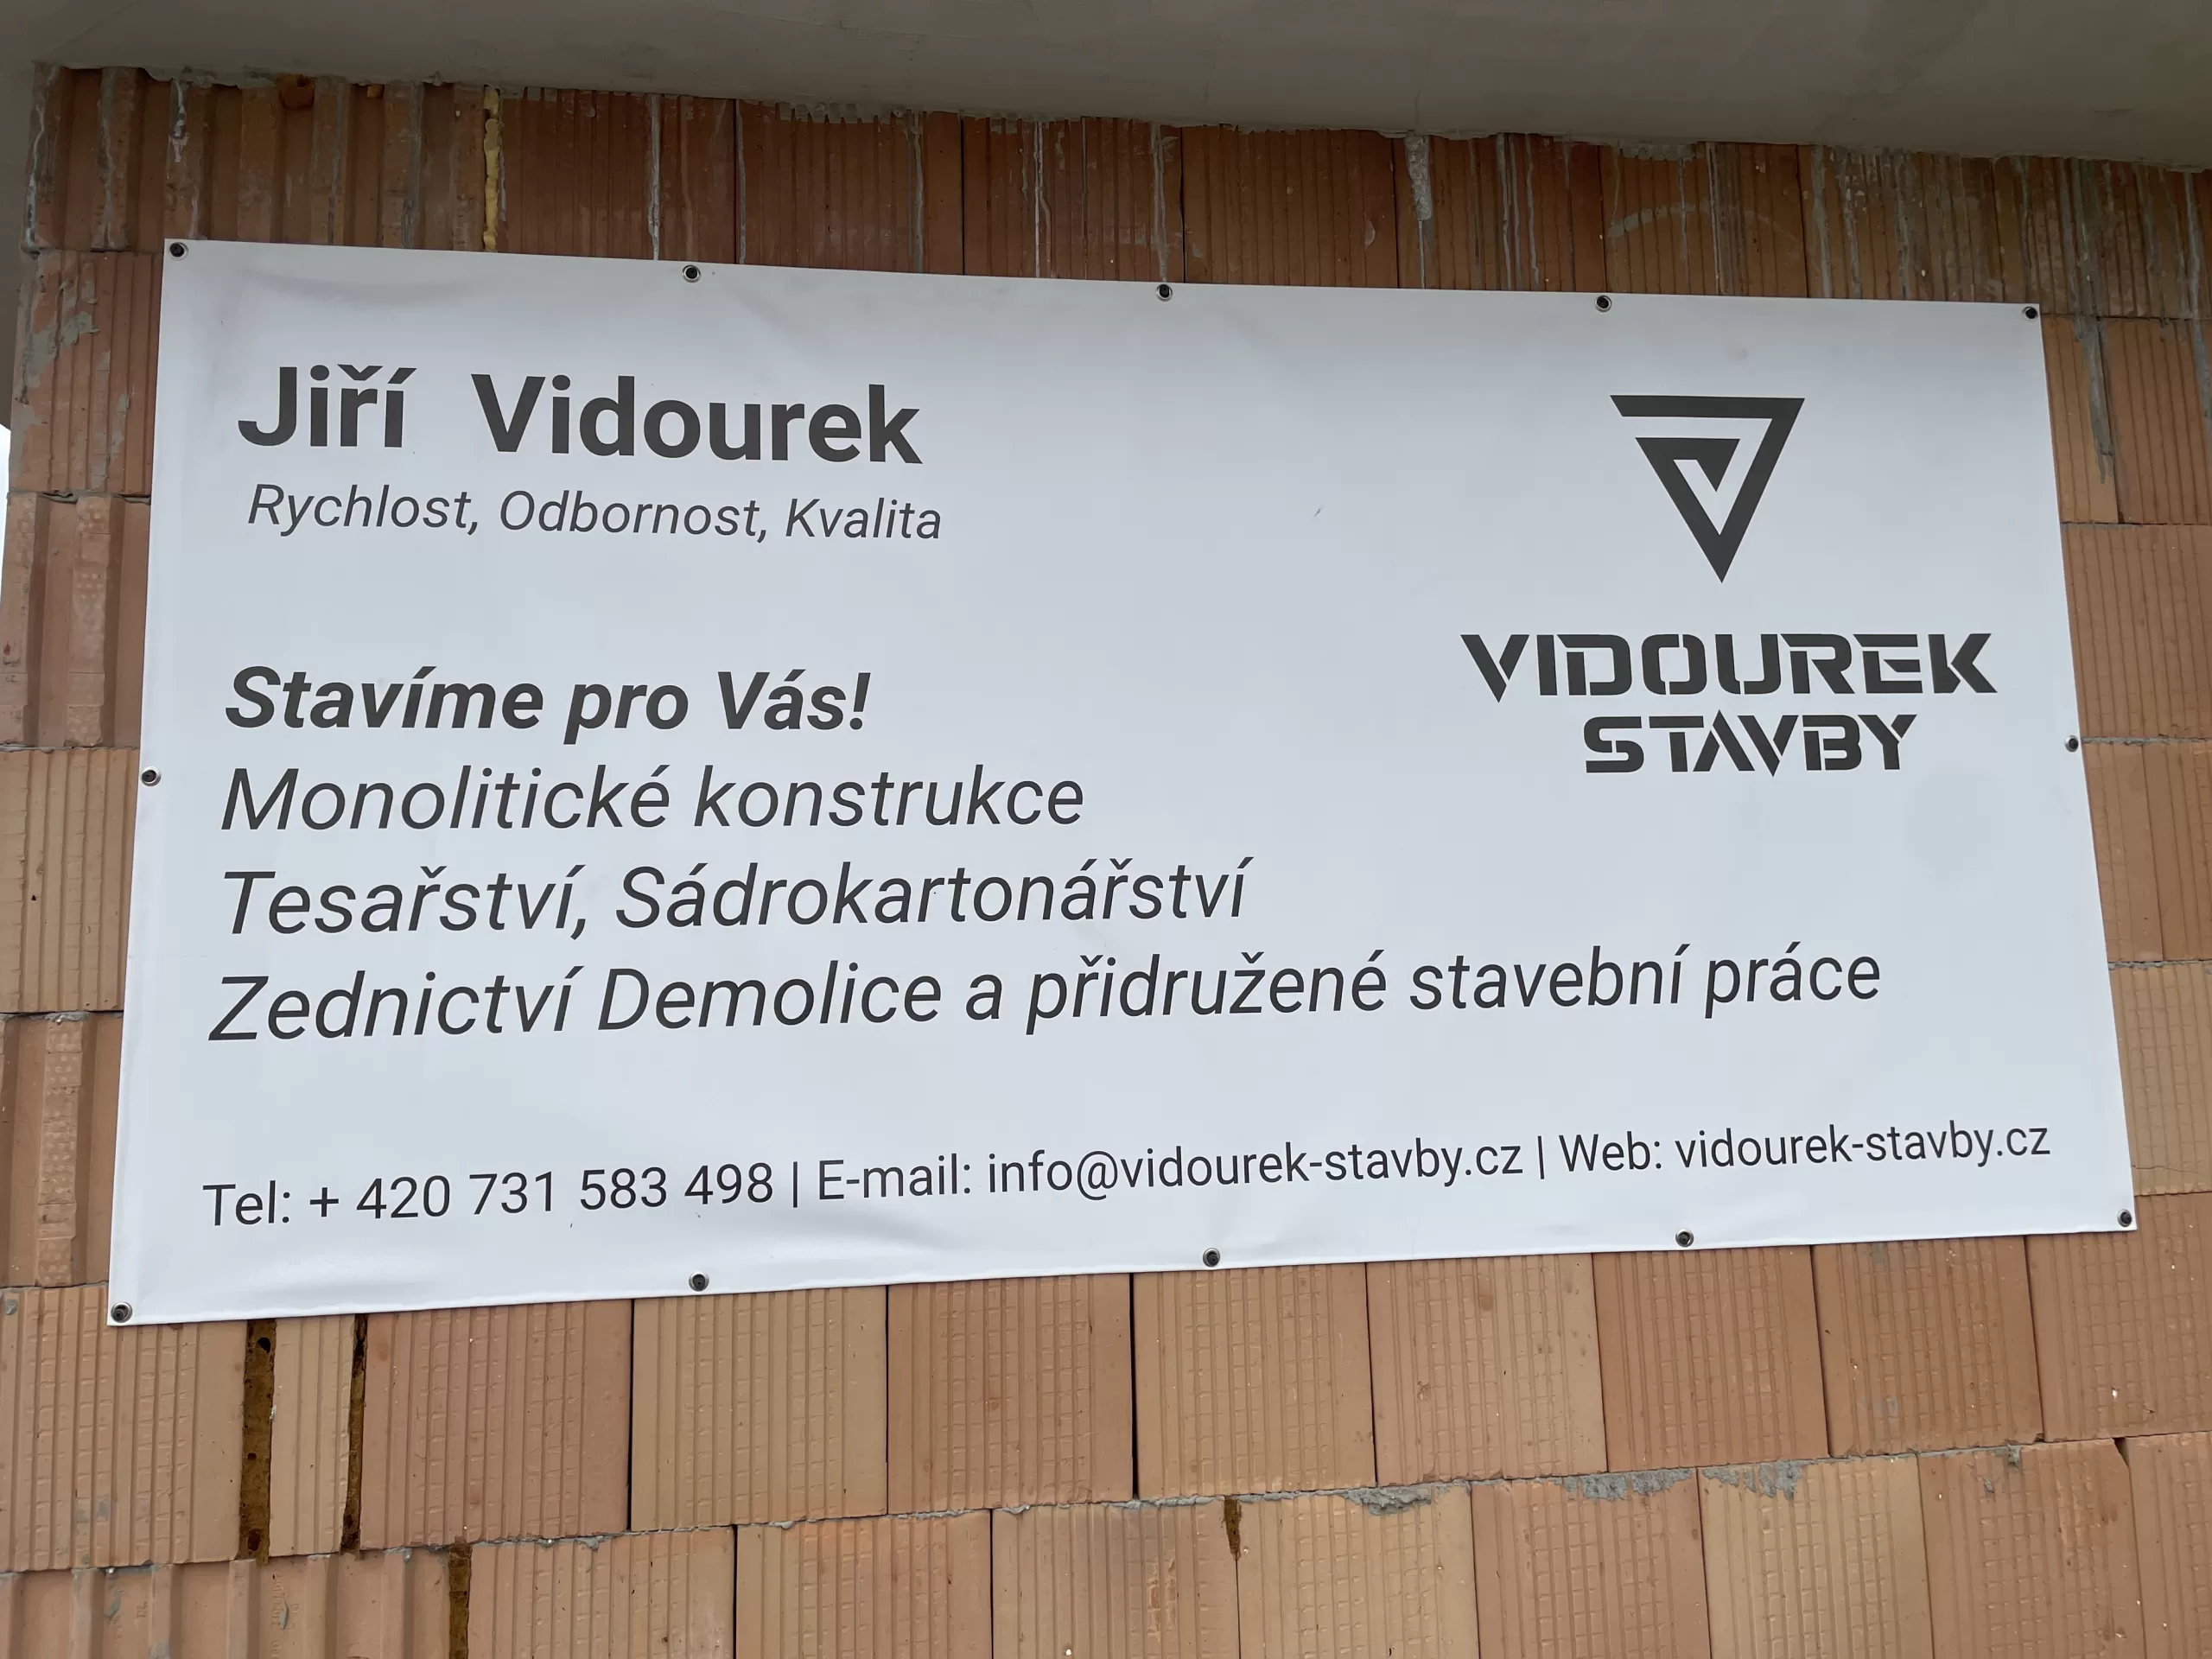 Jiří Vidourek
Rychlost, Odbornost, Kvalita
VIDOUREK
STAVBY
Stavíme pro Vás!
Monolitické konstrukce
Tesařství, Sádrokartonářství
Zednictví Demolice a přidružené stavební práce
Tel: + 420 731 583 498 | E-mail: info@vidourek-stavby.cz | Web: vidourek-stavby.cz